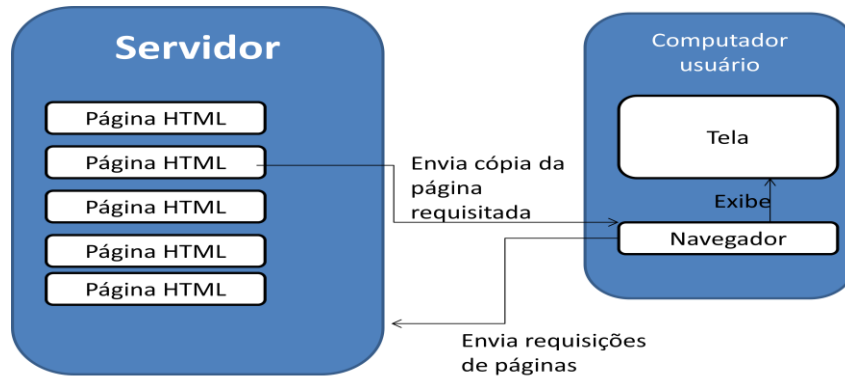 Servidor
Página HTML
Página HTML
Página HTML
Página HTML
Página HTML
Envia cópia da
página
requisitada
Envia requisições
de páginas
Computador
usuário
Tela
Exibe
Navegador